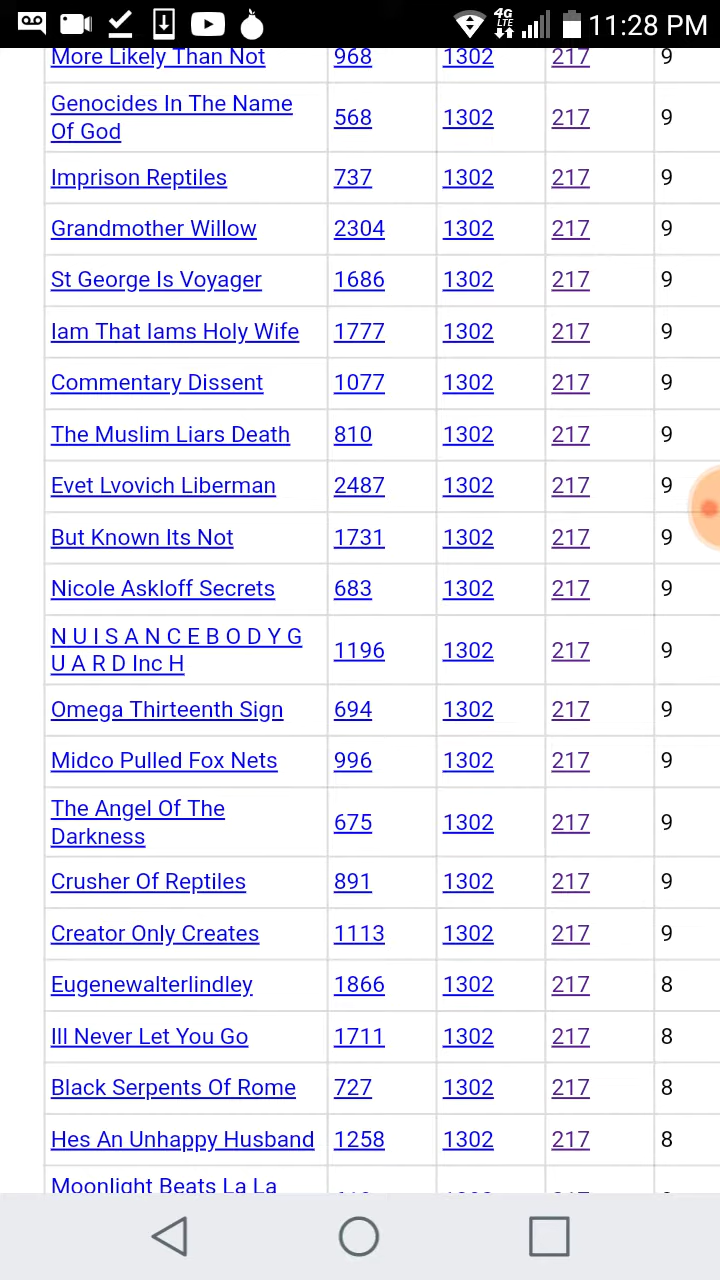 4G
LTE
11:28 PM
More Likely Than Not 968 1302 217 9
Genocides In The Name
Of God 568 1302 217 9
Imprison Reptiles 737 1302 217 9
Grandmother Willow 2304 1302 217 9
St George Is Voyager 1686 1302 217 9
Iam That Iams Holy Wife 1777 1302 217 9
Commentary Dissent 1077 1302 217 9
The Muslim Liars Death 810 1302 217 9
Evet Lvovich Liberman 2487 1302 217 9
But Known Its Not 1731 1302 217 9
Nicole Askloff Secrets 683 1302 217 9
N U I S A N C E B O D Y G
U A R D Inc H 1196 1302 217 9
Omega Thirteenth Sign 694 1302 217 9
Midco Pulled Fox Nets 996 1302 217 9
The Angel Of The
Darkness 675 1302 217 9
Crusher Of Reptiles 891 1302 217 9
Creator Only Creates 1113 1302 217 9
Eugenewalterlindley 1866 1302 217 8
Ill Never Let You Go 1711 1302 217 8
Black Serpents Of Rome 727 1302 217 8
Hes An Unhappy Husband 1258 1302 217 8
Moonlight Beats La La